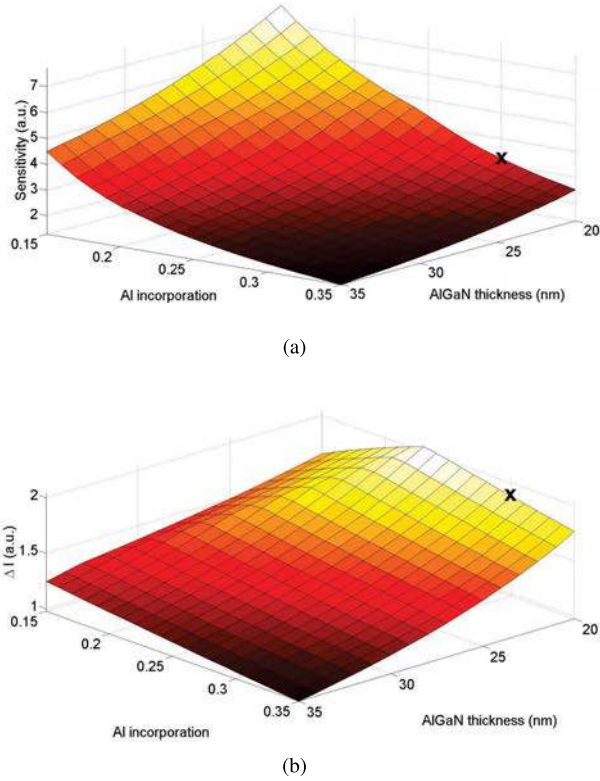 7
6
5
4
3
2
Sensitivity (a.u.)
0.15
0.2
0.25
0.3
0.35
Al incorporation
35
30
25
20
AlGaN thickness (nm)
x
(a)
2
1.5
1
Δ I (a.u.)
0.15
0.2
0.25
0.3
0.35
Al incorporation
35
30
25
20
AlGaN thickness (nm)
x
(b)